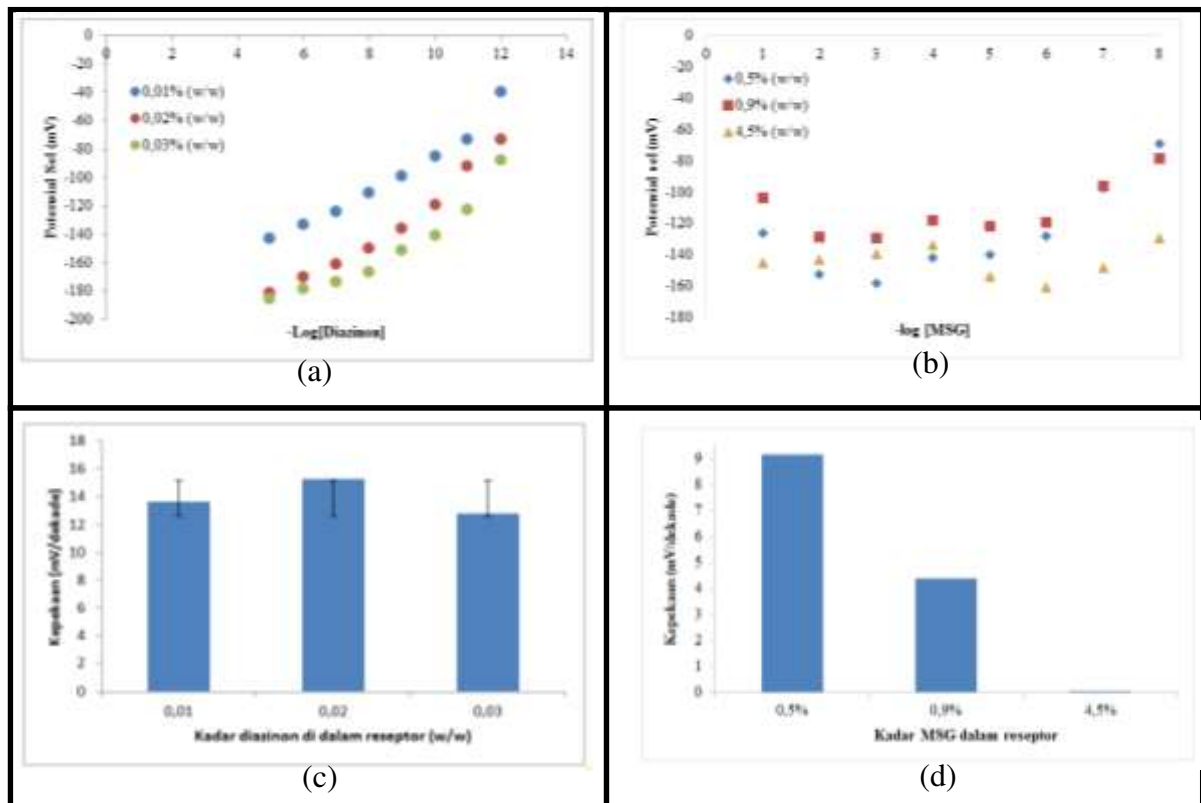 0
0 2 4 6 8 10 12 14
-20
-40
-60
-80
-100
-120
-140
-160
-180
-200
0,01% (w/w)
0,02% (w/w)
0,03% (w/w)
Potensial Sel (mV)
-Log[Diazinon]
(a)
0
0 1 2 3 4 5 6 7 8
-20
-40
-60
-80
-100
-120
-140
-160
-180
0,5% (w/w)
0,9% (w/w)
4,5% (w/w)
Potensial sel (mV)
-log [MSG]
(b)
18
16
14
12
10
8
6
4
2
0
Kepekaan (mV/dekade)
0,01 0,02 0,03
Kadar diazinon di dalam reseptor (w/w)
(c)
9
8
7
6
5
4
3
2
1
0
Kepekaan (mV/dekade)
0,5% 0,9% 4,5%
Kadar MSG dalam reseptor
(d)